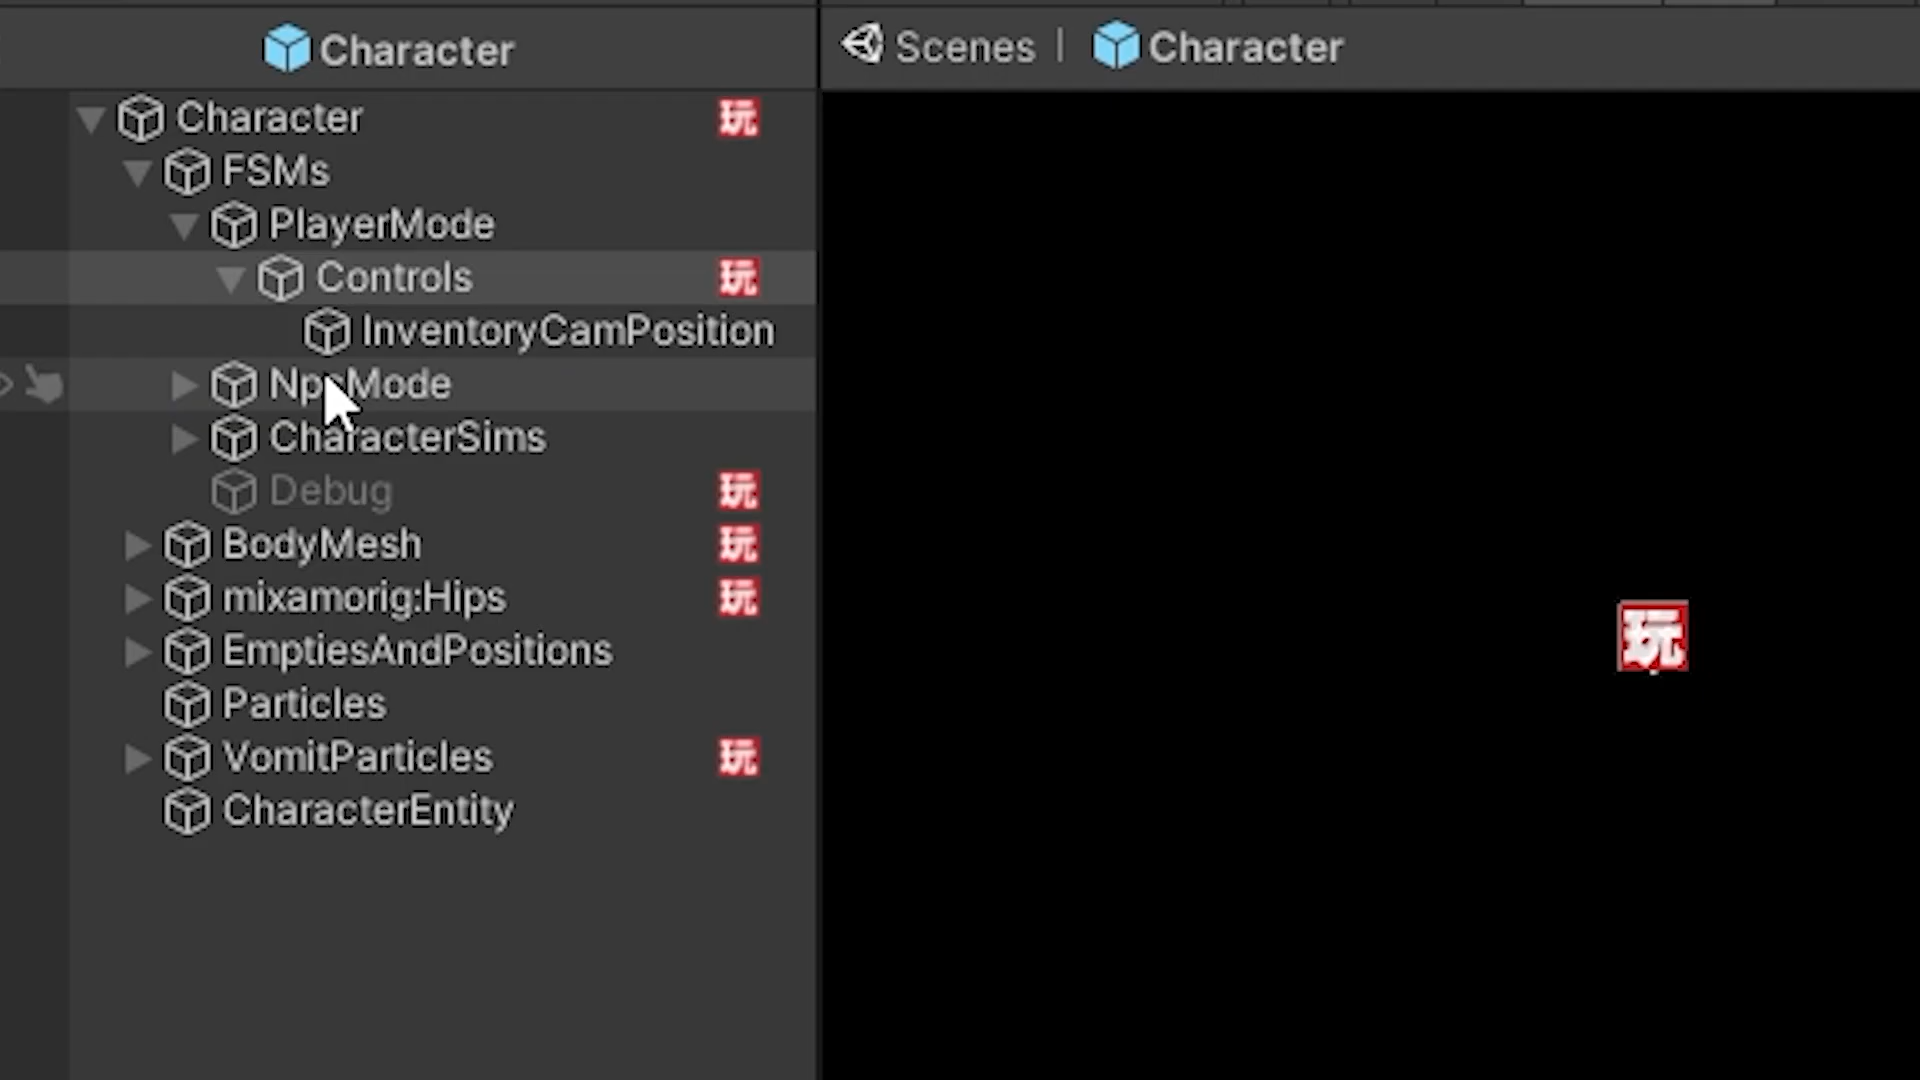 Character
Scenes | Character
Character 玩
FSMs
PlayerMode
Controls 玩
InventoryCamPosition
NpcMode
CharacterSims
Debug 玩
BodyMesh 玩
mixamorig:Hips 玩
EmptiesAndPositions
玩
Particles
VomitParticles 玩
CharacterEntity